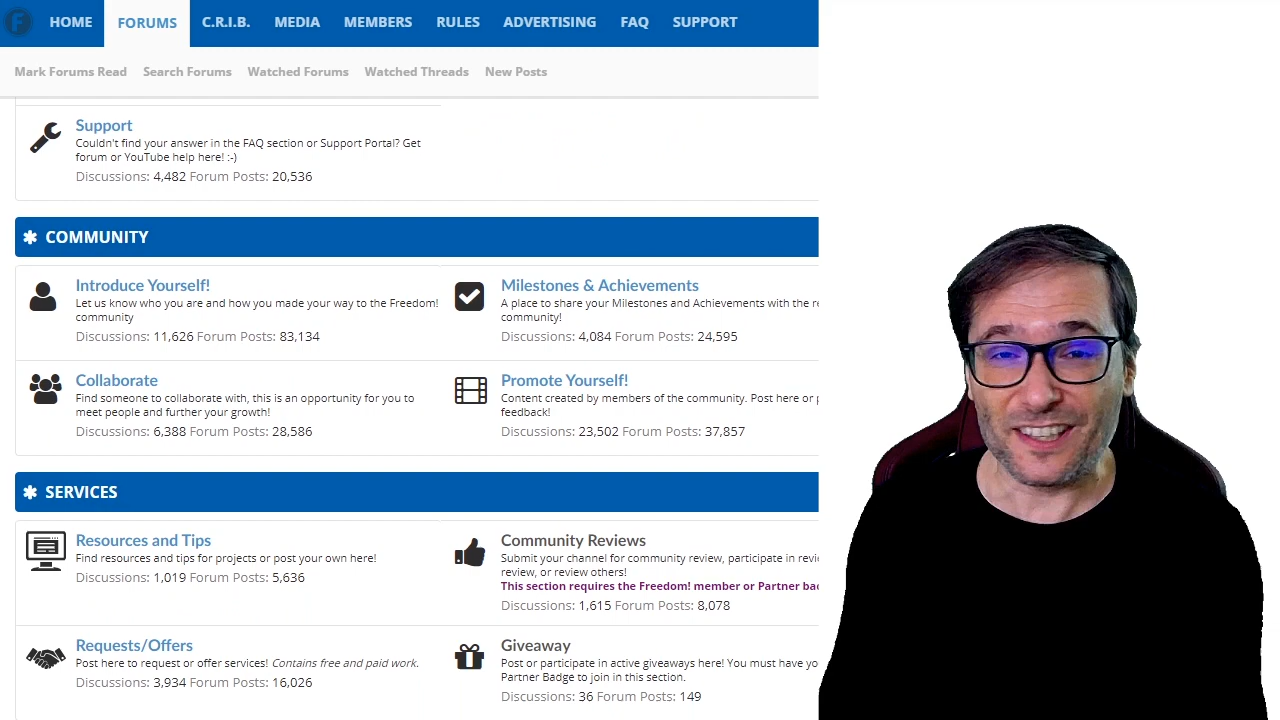 HOME FORUMS C.R.I.B. MEDIA MEMBERS RULES ADVERTISING FAQ SUPPORT
Mark Forums Read Search Forums Watched Forums Watched Threads New Posts
Support
Couldn't find your answer in the FAQ section or Support Portal? Get
forum or YouTube help here! :-)
Discussions: 4,482 Forum Posts: 20,536
COMMUNITY
Introduce Yourself!
Let us know who you are and how you made your way to the Freedom!
community
Discussions: 11,626 Forum Posts: 83,134
Milestones & Achievements
A place to share your Milestones and Achievements with the
community!
Discussions: 4,084 Forum Posts: 24,595
Collaborate
Find someone to collaborate with, this is an opportunity for you to
meet people and further your growth!
Discussions: 6,388 Forum Posts: 28,586
Promote Yourself!
Content created by members of the community. Post here or
feedback!
Discussions: 23,502 Forum Posts: 37,857
SERVICES
Resources and Tips
Find resources and tips for projects or post your own here!
Discussions: 1,019 Forum Posts: 5,636
Community Reviews
Submit your channel for community review, participate in
review, or review others!
This section requires the Freedom! member or Partner
Discussions: 1,615 Forum Posts: 8,078
Requests/Offers
Post here to request or offer services! Contains free and paid work.
Discussions: 3,934 Forum Posts: 16,026
Giveaway
Post or participate in active giveaways here! You must have
Partner Badge to join in this section.
Discussions: 36 Forum Posts: 149